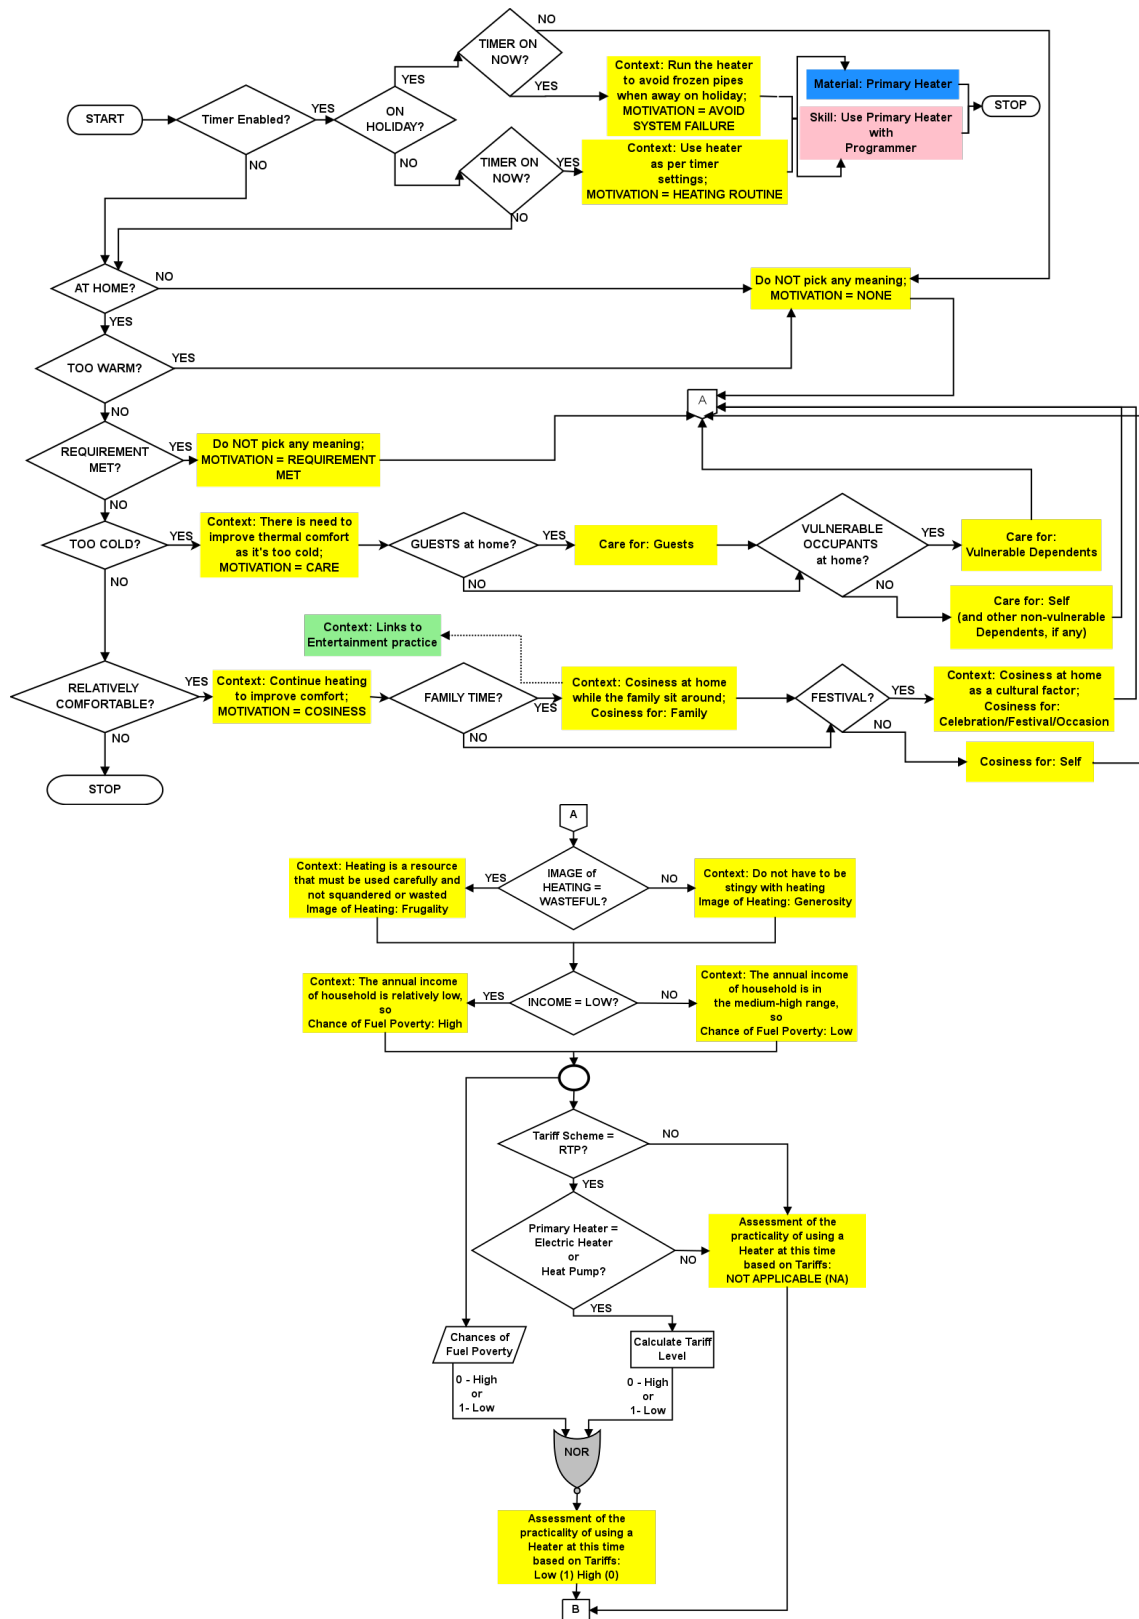 NO
TIMER ON
NOW?
YES
YES
Context: Run the heater
to avoid frozen pipes
when away on holiday;
MOTIVATION = AVOID
SYSTEM FAILURE
Material: Primary Heater
STOP
START
Timer Enabled?
YES
ON
HOLIDAY?
Skill: Use Primary Heater
with
Programmer
NO
NO
TIMER ON
NOW?
YES
Context: Use heater
as per timer
settings;
MOTIVATION = HEATING ROUTINE
NO
AT HOME?
NO
Do NOT pick any meaning;
MOTIVATION = NONE
YES
TOO WARM?
YES
NO
A
REQUIREMENT
MET?
YES
Do NOT pick any meaning;
MOTIVATION = REQUIREMENT
MET
NO
TOO COLD?
YES
Context: There is need to
improve thermal comfort
as it's too cold;
MOTIVATION = CARE
GUESTS at home?
YES
Care for: Guests
VULNERABLE
OCCUPANTS
at home?
YES
Care for:
Vulnerable Dependents
NO
NO
NO
Care for: Self
(and other non-vulnerable
Dependents, if any)
Context: Links to
Entertainment practice
RELATIVELY
COMFORTABLE?
YES
Context: Continue heating
to improve comfort;
MOTIVATION = COSINESS
FAMILY TIME?
YES
Context: Cosiness at home
while the family sit around;
Cosiness for: Family
FESTIVAL?
YES
Context: Cosiness at home
as a cultural factor;
Cosiness for:
Celebration/Festival/Occasion
NO
NO
NO
Cosiness for: Self
STOP
A
Context: Heating is a resource
that must be used carefully and
not squandered or wasted
Image of Heating: Frugality
YES
IMAGE of
HEATING =
WASTEFUL?
NO
Context: Do not have to be
stingy with heating
Image of Heating: Generosity
Context: The annual income
of household is relatively low,
so
Chance of Fuel Poverty: High
YES
INCOME = LOW?
NO
Context: The annual income
of household is in
the medium-high range,
so
Chance of Fuel Poverty: Low
Tariff Scheme =
RTP?
NO
YES
Primary Heater =
Electric Heater
or
Heat Pump?
NO
Assessment of the
practicality of using a
Heater at this time
based on Tariffs:
NOT APPLICABLE (NA)
YES
Chances of
Fuel Poverty
Calculate Tariff
Level
0 - High
or
1- Low
0 - High
or
1- Low
NOR
Assessment of the
practicality of using a
Heater at this time
based on Tariffs:
Low (1) High (0)
B